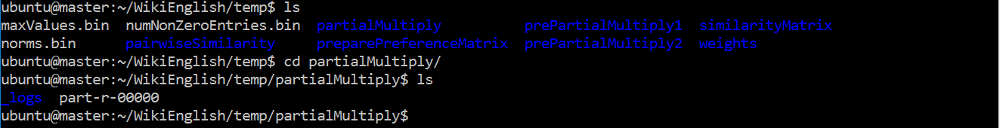 ubuntu@master:~/WikiEnglish/temp$ ls
maxValues.bin  numNonZeroEntries.bin  partialMultiply          prePartialMultiply1  similarityMatrix
norms.bin      pairwiseSimilarity     preparePreferenceMatrix  prePartialMultiply2  weights
ubuntu@master:~/WikiEnglish/temp$ cd partialMultiply/
ubuntu@master:~/WikiEnglish/temp/partialMultiply$ ls
_logs  part-r-00000
ubuntu@master:~/WikiEnglish/temp/partialMultiply$